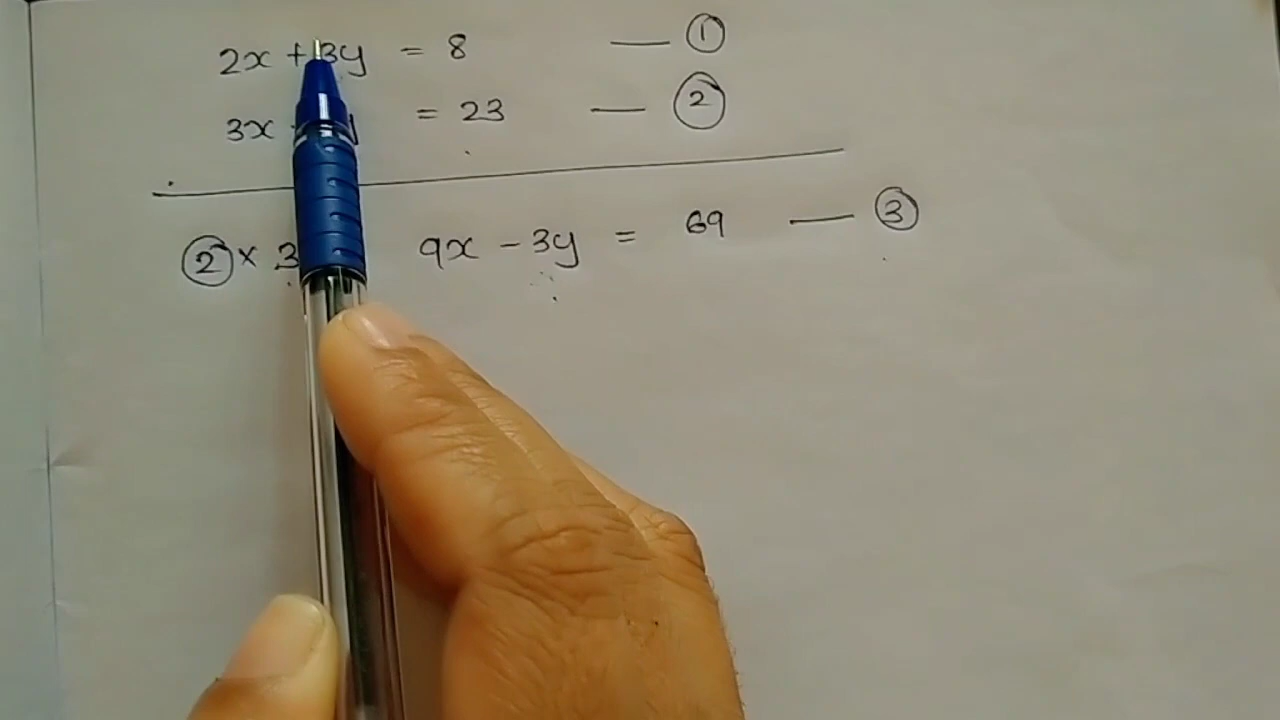 2x + 3y = 8 — ①
3x - y = 23 — ②
② × 3 9x - 3y = 69 — ③